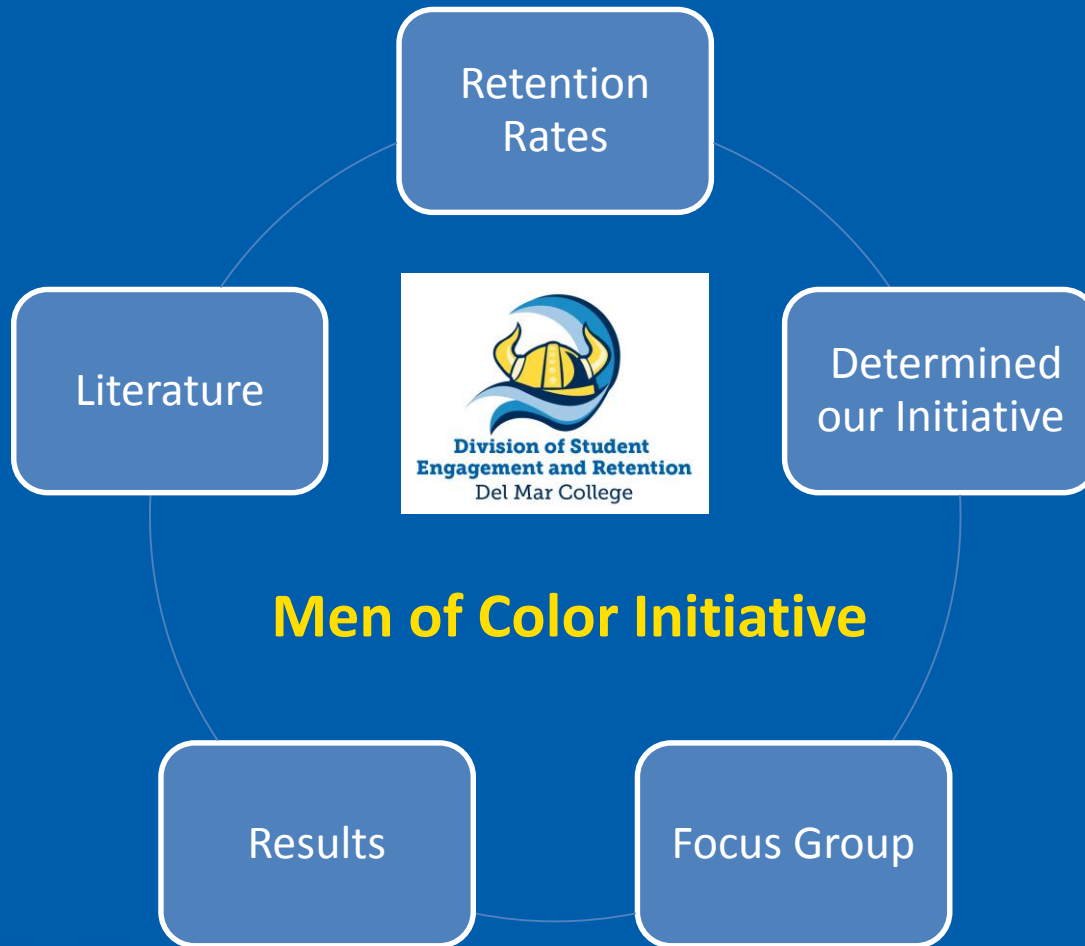 Retention
Rates
Literature
Determined
our Initiative
Division of Student
Engagement and Retention
Del Mar College
Men of Color Initiative
Results
Focus Group